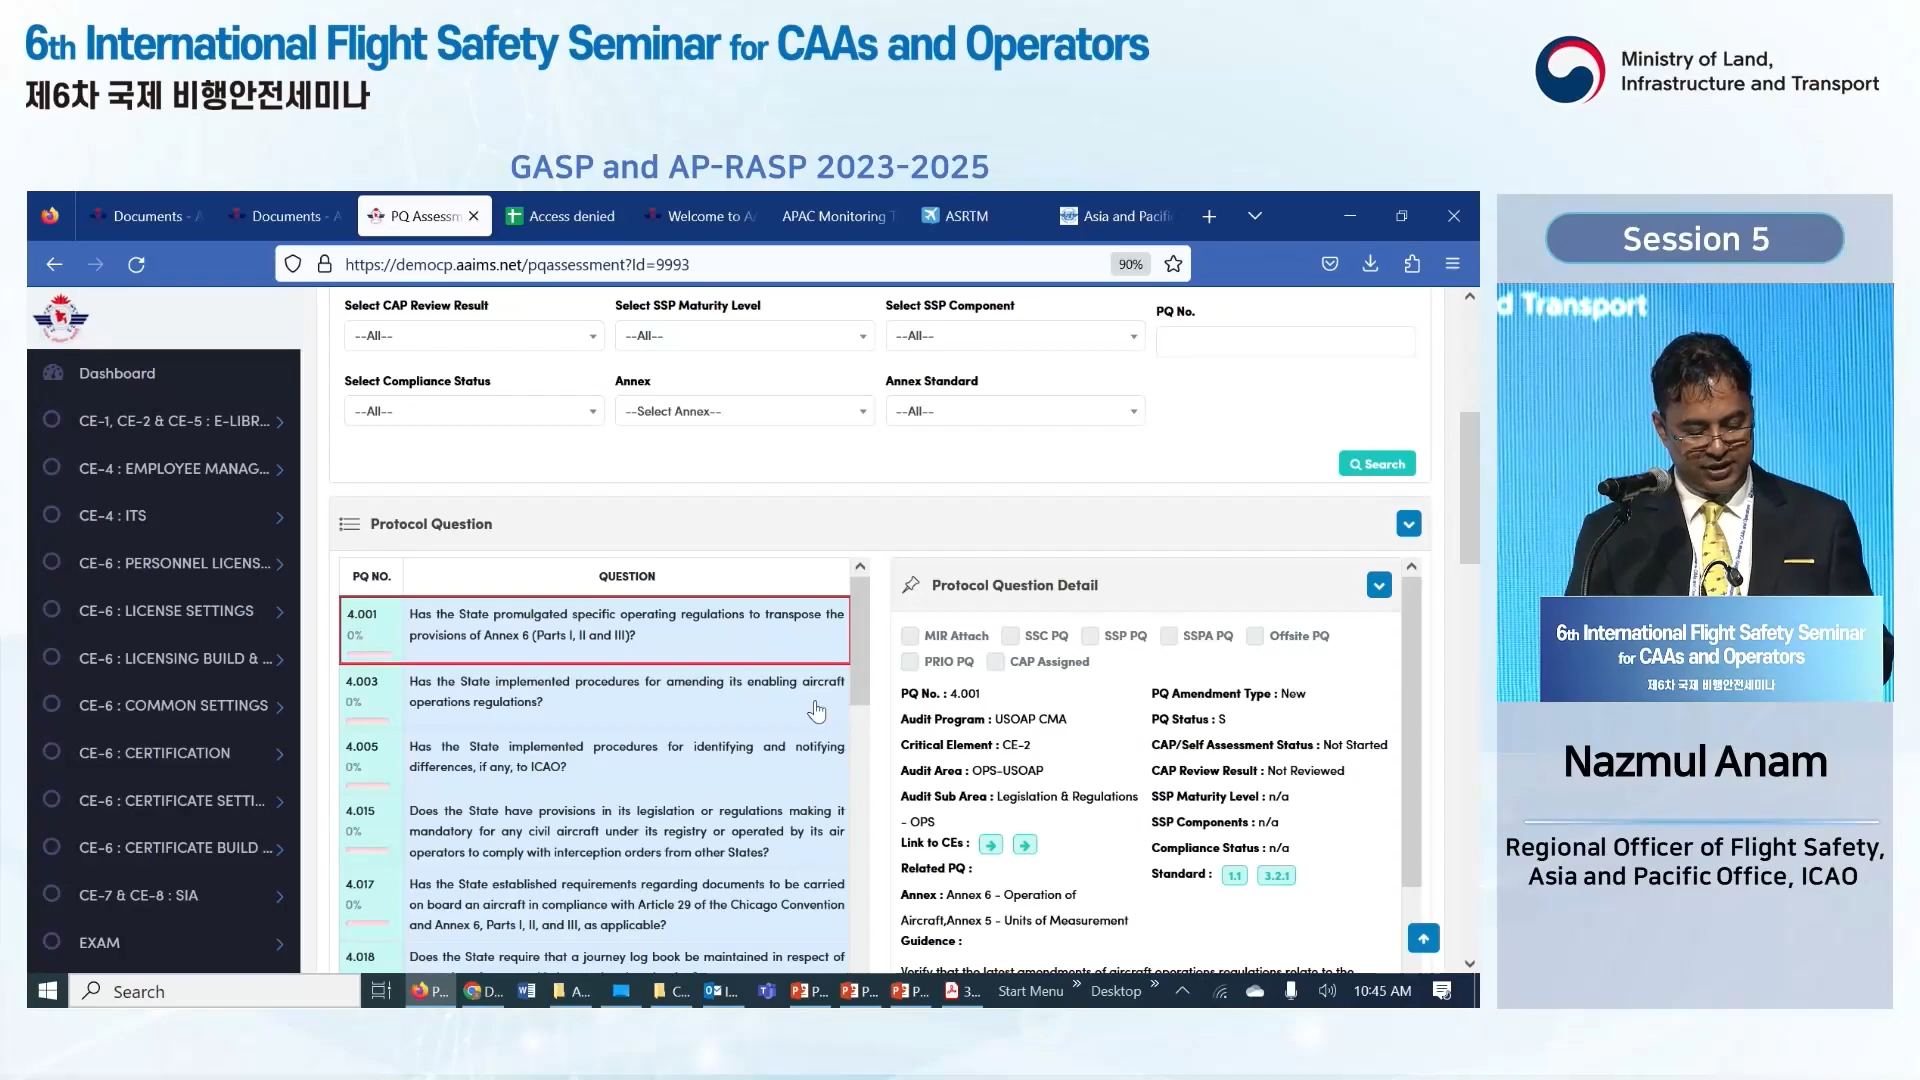 6th International Flight Safety Seminar for CAAs and Operators
제6차 국제 비행안전세미나
Ministry of Land,
Infrastructure and Transport
GASP and AP-RASP 2023-2025
Documents - A
Documents - A
PQ Assessm
Access denied
Welcome to A
APAC Monitoring T
ASRTM
Asia and Pacifi
https://democp.aaims.net/pqassessment?Id=9993
90%
Dashboard
CE-1, CE-2 & CE-5 : E-LIBR...
CE-4 : EMPLOYEE MANAG...
CE-4 : ITS
CE-6 : PERSONNEL LICENS...
CE-6 : LICENSE SETTINGS
CE-6 : LICENSING BUILD & ...
CE-6 : COMMON SETTINGS
CE-6 : CERTIFICATION
CE-6 : CERTIFICATE SETTI...
CE-6 : CERTIFICATE BUILD ...
CE-7 & CE-8 : SIA
EXAM
Select CAP Review Result
--All--
Select SSP Maturity Level
--All--
Select SSP Component
--All--
PQ No.
Select Compliance Status
--All--
Annex
--Select Annex--
Annex Standard
--All--
Search
Protocol Question
PQ NO. QUESTION
4.001
0%
Has the State promulgated specific operating regulations to transpose the
provisions of Annex 6 (Parts I, II and III)?
4.003
0%
Has the State implemented procedures for amending its enabling aircraft
operations regulations?
4.005
0%
Has the State implemented procedures for identifying and notifying
differences, if any, to ICAO?
4.015
0%
Does the State have provisions in its legislation or regulations making it
mandatory for any civil aircraft under its registry or operated by its air
operators to comply with interception orders from other States?
4.017
0%
Has the State established requirements regarding documents to be carried
on board an aircraft in compliance with Article 29 of the Chicago Convention
and Annex 6, Parts I, II, and III, as applicable?
4.018
Does the State require that a journey log book be maintained in respect of
Protocol Question Detail
MIR Attach SSC PQ SSP PQ SSPA PQ Offsite PQ
PRIO PQ CAP Assigned
PQ No. : 4.001
Audit Program : USOAP CMA
Critical Element : CE-2
Audit Area : OPS-USOAP
Audit Sub Area : Legislation & Regulations
- OPS
Link to CEs :
Related PQ :
Annex : Annex 6 - Operation of
Aircraft,Annex 5 - Units of Measurement
Guidence :
Verify that the latest amendments of aircraft operations regulations relate to the
PQ Amendment Type : New
PQ Status : S
CAP/Self Assessment Status : Not Started
CAP Review Result : Not Reviewed
SSP Maturity Level : n/a
SSP Components : n/a
Compliance Status : n/a
Standard : 1.1 3.2.1
Search
P... D... A... C... I... P... P... P... 3... Start Menu Desktop 10:45 AM
Session 5
d Transport
6th International Flight Safety Seminar
for CAAs and Operators
제6차 국제 비행안전세미나
Nazmul Anam
Regional Officer of Flight Safety,
Asia and Pacific Office, ICAO